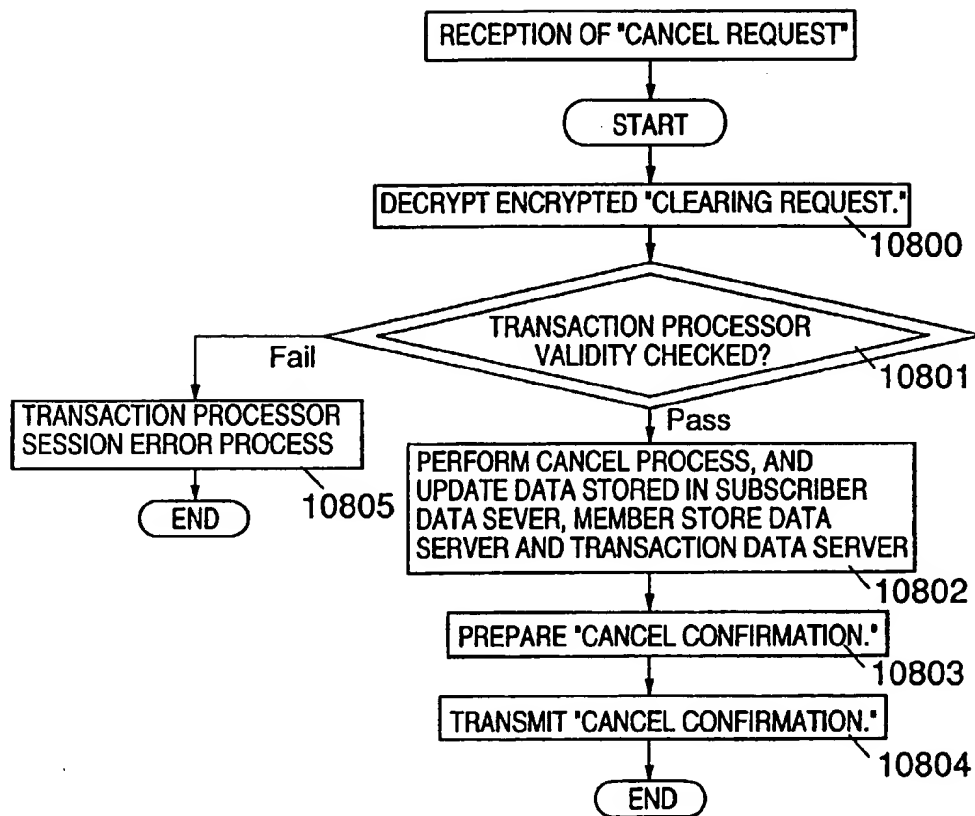 RECEPTION OF "CANCEL REQUEST"
START
DECRYPT ENCRYPTED "CLEARING REQUEST."
10800
TRANSACTION PROCESSOR
VALIDITY CHECKED?
10801
Fail
Pass
TRANSACTION PROCESSOR
SESSION ERROR PROCESS
10805
END
PERFORM CANCEL PROCESS, AND
UPDATE DATA STORED IN SUBSCRIBER
DATA SEVER, MEMBER STORE DATA
SERVER AND TRANSACTION DATA SERVER
10802
PREPARE "CANCEL CONFIRMATION."
10803
TRANSMIT "CANCEL CONFIRMATION."
10804
END